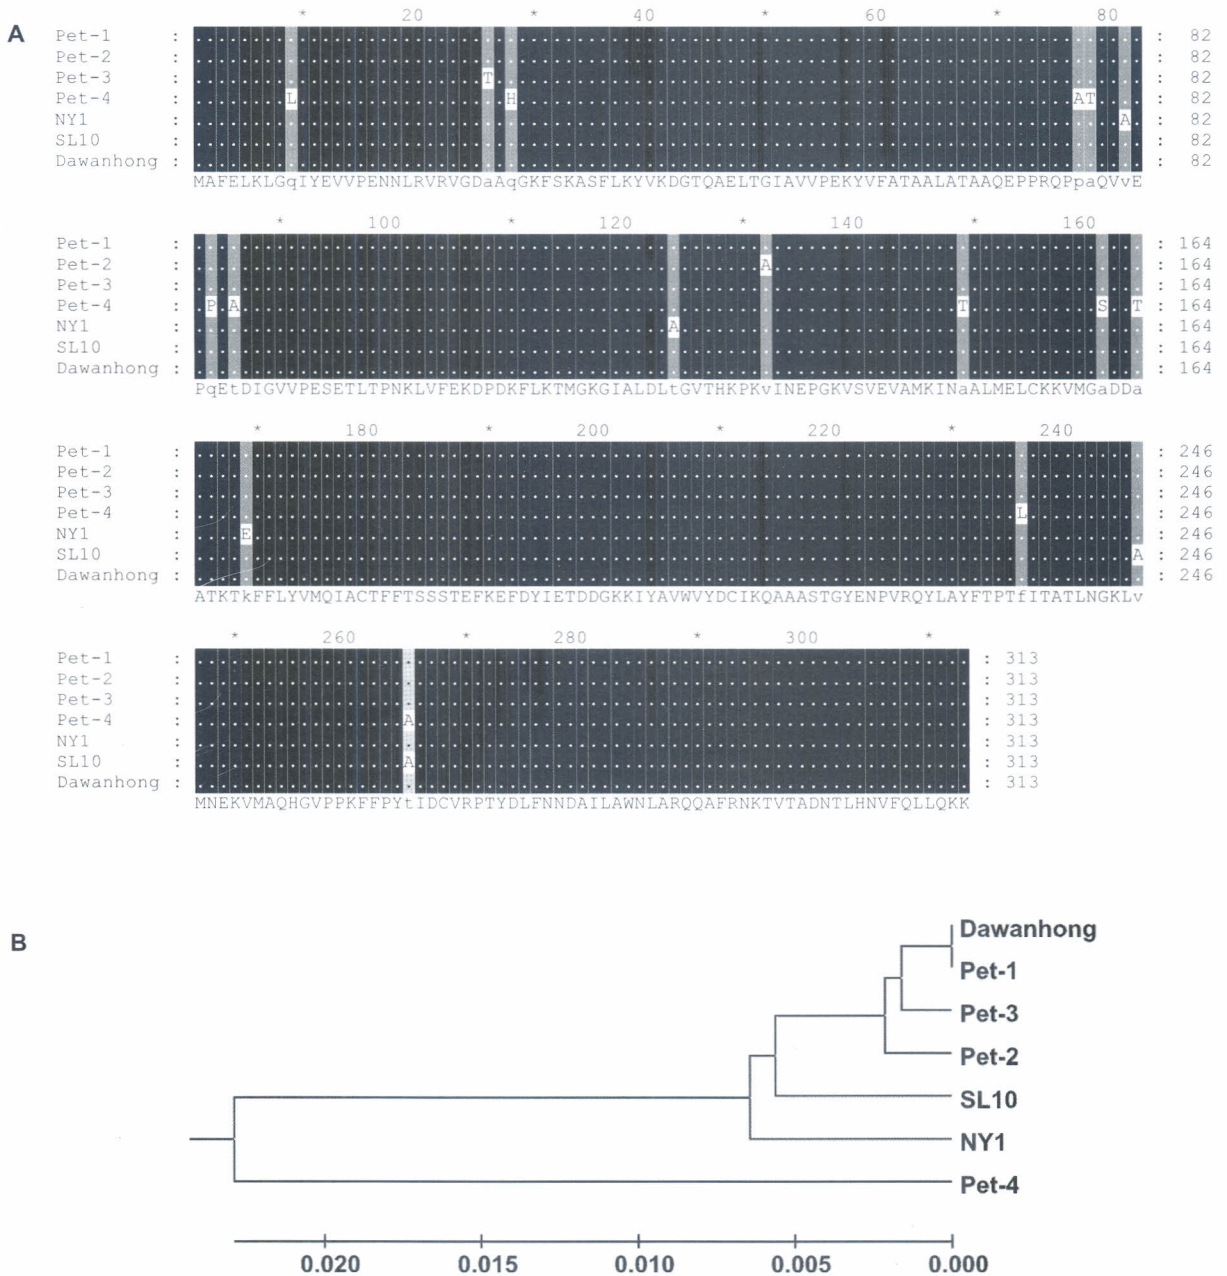 * 20 * 40 * 60 * 80
A
Pet-1 : : 82
Pet-2 : : 82
Pet-3 : T : 82
Pet-4 : L H AT : 82
NY1 : A : 82
SL10 : : 82
Dawanhong : : 82
MAFELKLGqIYEVVPENNLRVRVGDaAqGKFSKASFLKYVKDGTQAELTGIAVVPEKYVFATAALATAAQEPPRQPpaQVvE
* 100 * 120 * 140 * 160
Pet-1 : : 164
Pet-2 : A : 164
Pet-3 : : 164
Pet-4 : P A T S T : 164
NY1 : A : 164
SL10 : : 164
Dawanhong : : 164
PqEtDIGVVPESETLTPNKLVFEKDPDKFLKTMGKGIALDLtGVTHKPKvINEPGKVSVEVAMKINaALMELCKKVMGaDDa
* 180 * 200 * 220 * 240
Pet-1 : : 246
Pet-2 : : 246
Pet-3 : : 246
Pet-4 : L : 246
NY1 : E : 246
SL10 : A : 246
Dawanhong : : 246
ATKTkFFLYVMQIACTFFTSSSTEFKEFDYIETDDGKKIYAVWVYDCIKQAAASTGYENPVRQYLAYFTPTfITATLNGKLv
* 260 * 280 * 300 *
Pet-1 : : 313
Pet-2 : : 313
Pet-3 : : 313
Pet-4 : A : 313
NY1 : : 313
SL10 : A : 313
Dawanhong : : 313
MNEKVMAQHGVPPKFFPYtIDCVRPTYDLFNNDAILAWNLARQQAFRNKTVTADNTLHNVFQLLQKK
B
Dawanhong
Pet-1
Pet-3
Pet-2
SL10
NY1
Pet-4
0.020 0.015 0.010 0.005 0.000